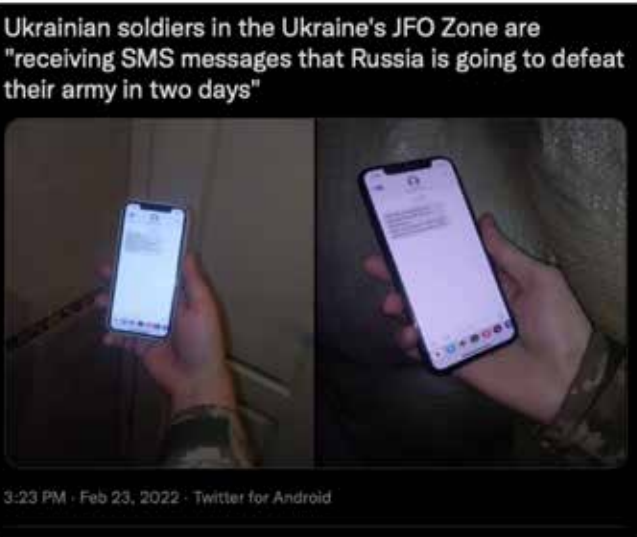 Ukrainian soldiers in the Ukraine's JFO Zone are
"receiving SMS messages that Russia is going to defeat
their army in two days"
3:23 PM · Feb 23, 2022 · Twitter for Android